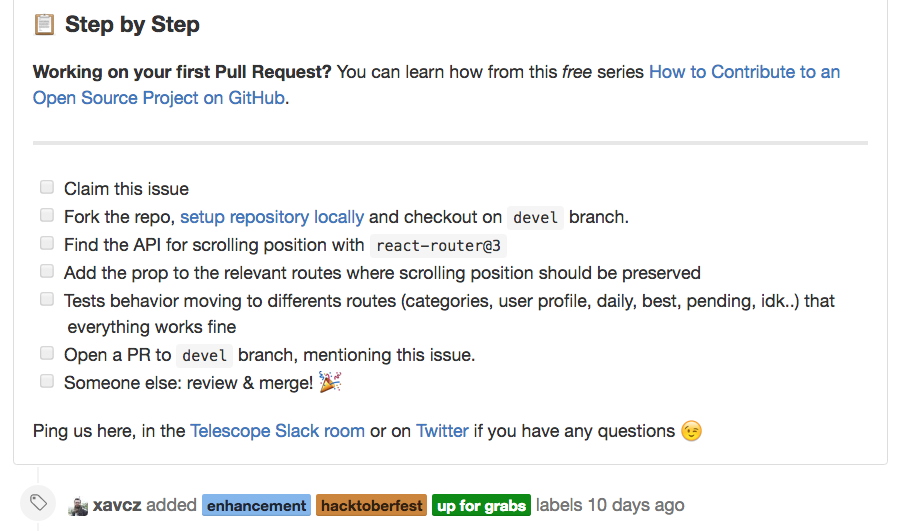 Step by Step
Working on your first Pull Request? You can learn how from this free series How to Contribute to an
Open Source Project on GitHub.
Claim this issue
Fork the repo, setup repository locally and checkout on devel branch.
Find the API for scrolling position with react-router@3
Add the prop to the relevant routes where scrolling position should be preserved
Tests behavior moving to differents routes (categories, user profile, daily, best, pending, idk..) that
everything works fine
Open a PR to devel branch, mentioning this issue.
Someone else: review & merge! 🎉
Ping us here, in the Telescope Slack room or on Twitter if you have any questions 😉
xavcz added enhancement hacktoberfest up for grabs labels 10 days ago